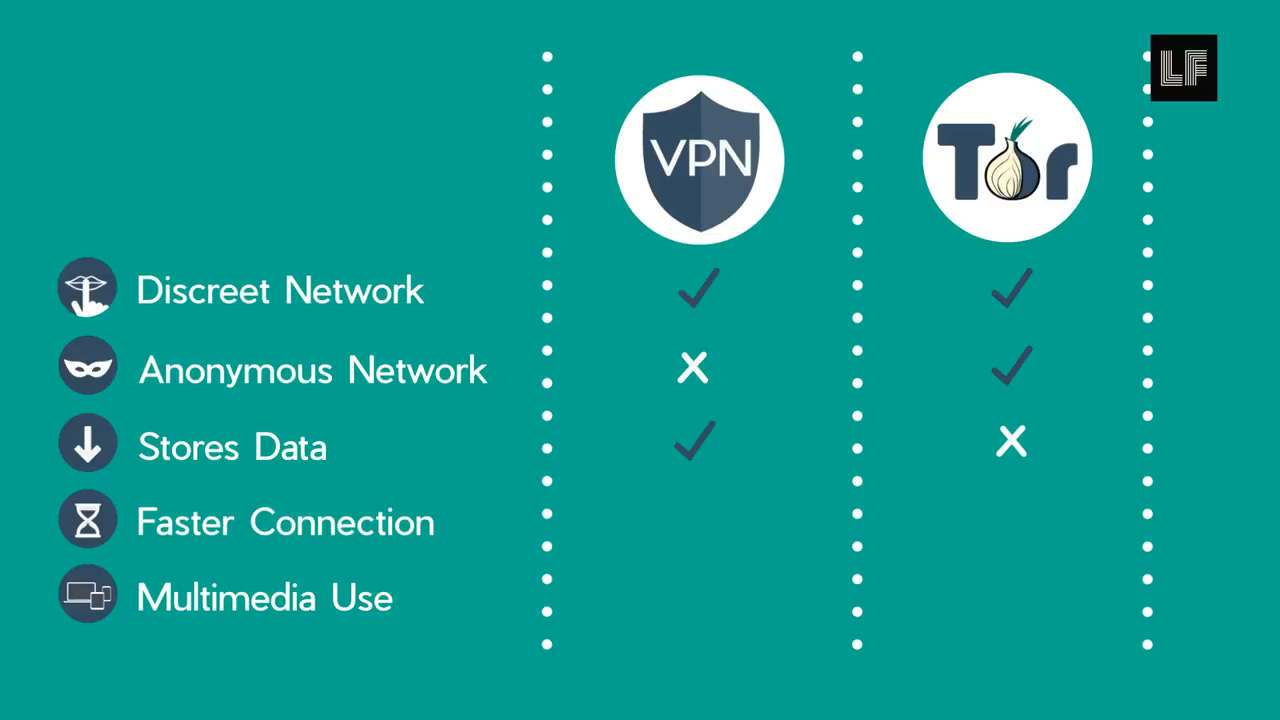 LF
VPN
Tor
Discreet Network
Anonymous Network
Stores Data
Faster Connection
Multimedia Use